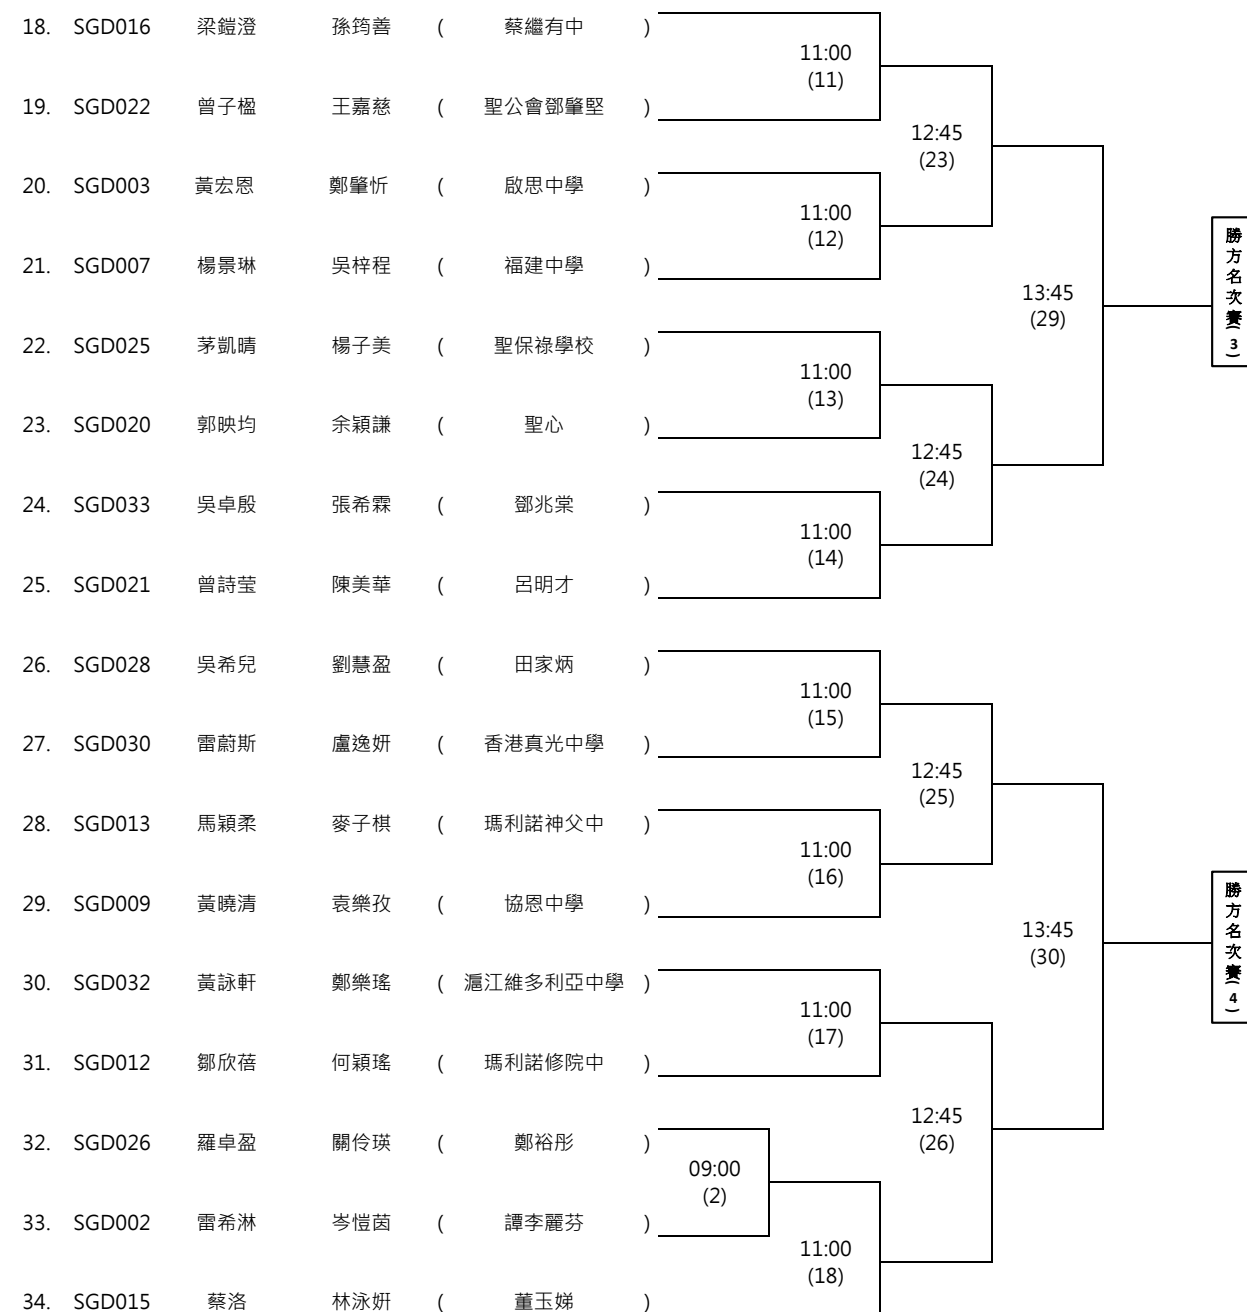 18. SGD016 梁鎧澄 孫筠善 ( 蔡繼有中 )
11:00
(11)
19. SGD022 曾子楹 王嘉慈 ( 聖公會鄧肇堅 )
12:45
(23)
20. SGD003 黃宏恩 鄭肇忻 ( 啟思中學 )
11:00
(12)
21. SGD007 楊景琳 吳梓程 ( 福建中學 )
13:45
(29)
勝方名次賽(3)
22. SGD025 茅凱晴 楊子美 ( 聖保祿學校 )
11:00
(13)
23. SGD020 郭映均 余穎謙 ( 聖心 )
12:45
(24)
24. SGD033 吳卓殷 張希霖 ( 鄧兆棠 )
11:00
(14)
25. SGD021 曾詩莹 陳美華 ( 呂明才 )
26. SGD028 吳希兒 劉慧盈 ( 田家炳 )
11:00
(15)
27. SGD030 雷蔚斯 盧逸妍 ( 香港真光中學 )
12:45
(25)
28. SGD013 馬穎柔 麥子棋 ( 瑪利諾神父中 )
11:00
(16)
29. SGD009 黃曉清 袁樂孜 ( 協恩中學 )
13:45
(30)
勝方名次賽(4)
30. SGD032 黃詠軒 鄭樂瑤 ( 滬江維多利亞中學 )
11:00
(17)
31. SGD012 鄒欣蓓 何穎瑤 ( 瑪利諾修院中 )
12:45
(26)
32. SGD026 羅卓盈 關伶瑛 ( 鄭裕彤 )
09:00
(2)
33. SGD002 雷希淋 岑愷茵 ( 譚李麗芬 )
11:00
(18)
34. SGD015 蔡洛 林泳妍 ( 董玉娣 )